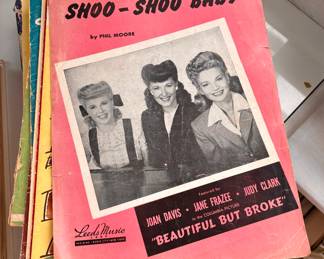 SHOO-SHOO BABY
by PHIL MOORE
Featured by
JOAN DAVIS • JANE FRAZEE • JUDY CLARK
in the COLUMBIA PICTURE
"BEAUTIFUL BUT BROKE"
Leeds Music